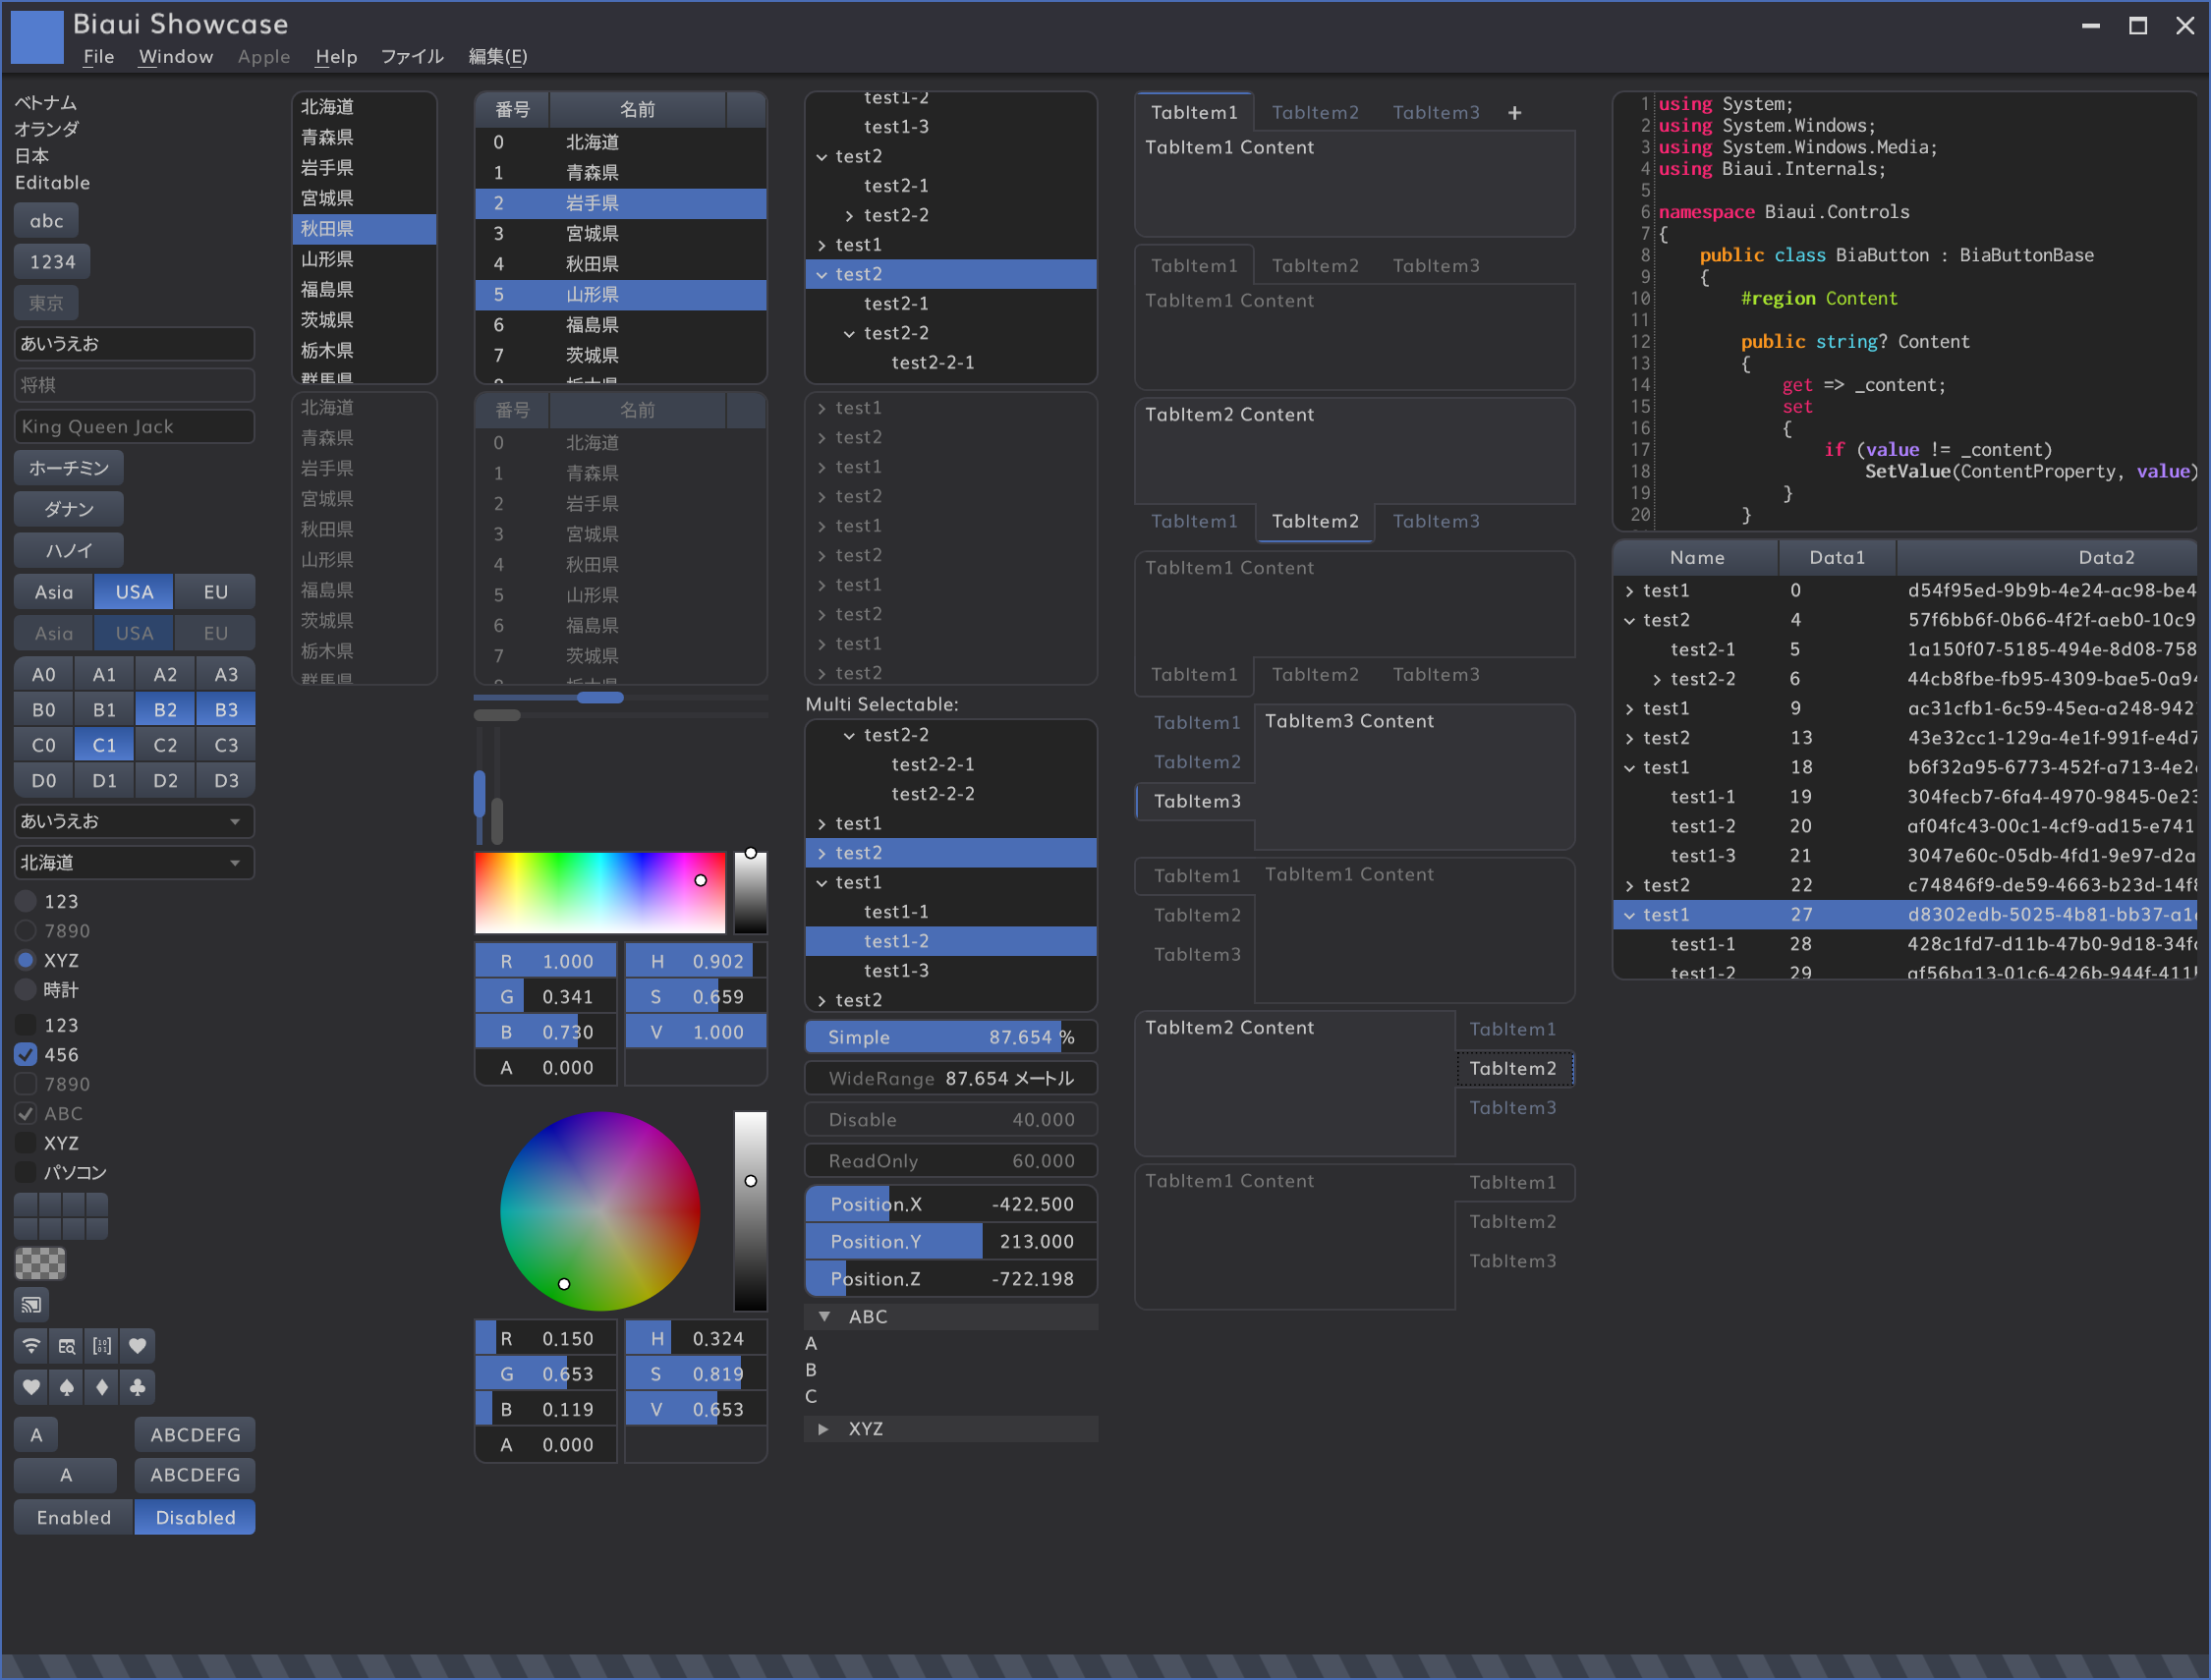 Biaui Showcase
File Window Apple Help ファイル 編集(E)
ベトナム
オランダ
日本
Editable
abc
1234
東京
あいうえお
将棋
King Queen Jack
ホーチミン
ダナン
ハノイ
Asia USA EU
Asia USA EU
A0 A1 A2 A3
B0 B1 B2 B3
C0 C1 C2 C3
D0 D1 D2 D3
あいうえお
北海道
123
7890
XYZ
時計
123
456
7890
ABC
XYZ
パソコン
A ABCDEFG
A ABCDEFG
Enabled Disabled
北海道
青森県
岩手県
宮城県
秋田県
山形県
福島県
茨城県
栃木県
群馬県
北海道
青森県
岩手県
宮城県
秋田県
山形県
福島県
茨城県
栃木県
群馬県
番号 名前
0 北海道
1 青森県
2 岩手県
3 宮城県
4 秋田県
5 山形県
6 福島県
7 茨城県
8 栃木県
番号 名前
0 北海道
1 青森県
2 岩手県
3 宮城県
4 秋田県
5 山形県
6 福島県
7 茨城県
8 栃木県
R 1.000 H 0.902
G 0.341 S 0.659
B 0.730 V 1.000
A 0.000
R 0.150 H 0.324
G 0.653 S 0.819
B 0.119 V 0.653
A 0.000
test1-2
test1-3
test2
test2-1
test2-2
test1
test2
test2-1
test2-2
test2-2-1
test1
test2
test1
test2
test1
test2
test1
test2
test1
test2
Multi Selectable:
test2-2
test2-2-1
test2-2-2
test1
test2
test1
test1-1
test1-2
test1-3
test2
Simple 87.654 %
WideRange 87.654 メートル
Disable 40.000
ReadOnly 60.000
Position.X -422.500
Position.Y 213.000
Position.Z -722.198
ABC
A
B
C
XYZ
TabItem1 TabItem2 TabItem3 +
TabItem1 Content
TabItem1 TabItem2 TabItem3
TabItem1 Content
TabItem2 Content
TabItem1 TabItem2 TabItem3
TabItem1 Content
TabItem1 TabItem2 TabItem3
TabItem1 TabItem3 Content
TabItem2
TabItem3
TabItem1 TabItem1 Content
TabItem2
TabItem3
TabItem2 Content TabItem1
TabItem2
TabItem3
TabItem1 Content TabItem1
TabItem2
TabItem3
1 using System;
2 using System.Windows;
3 using System.Windows.Media;
4 using Biaui.Internals;
5
6 namespace Biaui.Controls
7 {
8 public class BiaButton : BiaButtonBase
9 {
10 #region Content
11
12 public string? Content
13 {
14 get => _content;
15 set
16 {
17 if (value != _content)
18 SetValue(ContentProperty, value)
19 }
20 }
Name Data1 Data2
test1 0 d54f95ed-9b9b-4e24-ac98-be4
test2 4 57f6bb6f-0b66-4f2f-aeb0-10c9
test2-1 5 1a150f07-5185-494e-8d08-758
test2-2 6 44cb8fbe-fb95-4309-bae5-0a94
test1 9 ac31cfb1-6c59-45ea-a248-942
test2 13 43e32cc1-129a-4e1f-991f-e4d7
test1 18 b6f32a95-6773-452f-a713-4e2
test1-1 19 304fecb7-6fa4-4970-9845-0e23
test1-2 20 af04fc43-00c1-4cf9-ad15-e741
test1-3 21 3047e60c-05db-4fd1-9e97-d2a
test2 22 c74846f9-de59-4663-b23d-14f8
test1 27 d8302edb-5025-4b81-bb37-a1
test1-1 28 428c1fd7-d11b-47b0-9d18-34f
test1-2 29 af56ba13-01c6-426b-944f-411